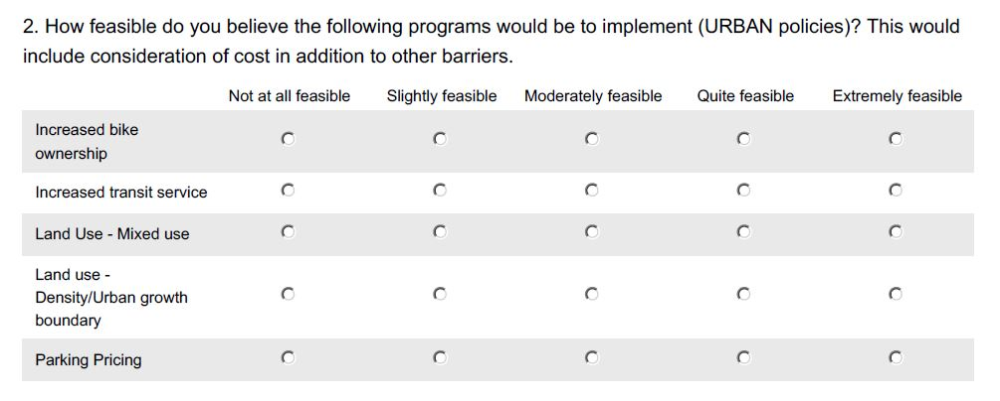 2. How feasible do you believe the following programs would be to implement (URBAN policies)? This would
include consideration of cost in addition to other barriers.
Not at all feasible Slightly feasible Moderately feasible Quite feasible Extremely feasible
Increased bike
ownership
Increased transit service
Land Use - Mixed use
Land use -
Density/Urban growth
boundary
Parking Pricing